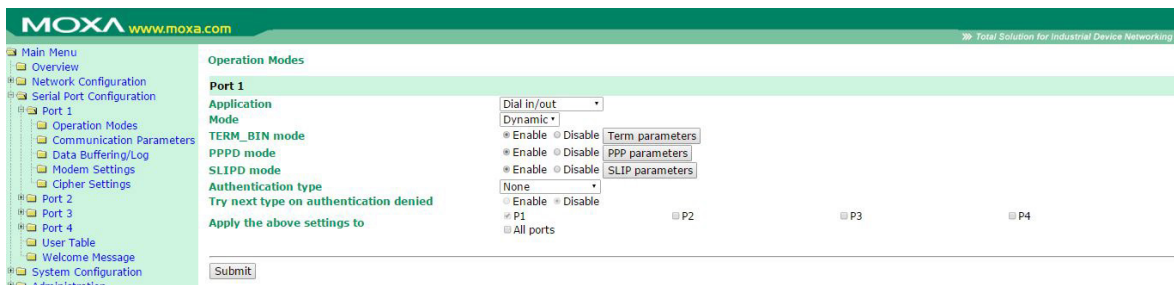 MOXA www.moxa.com
Total Solution for Industrial Device Networking
Main Menu
Overview
Network Configuration
Serial Port Configuration
Port 1
Operation Modes
Communication Parameters
Data Buffering/Log
Modem Settings
Cipher Settings
Port 2
Port 3
Port 4
User Table
Welcome Message
System Configuration
Administration
Operation Modes
Port 1
Application Dial in/out
Mode Dynamic
TERM_BIN mode Enable Disable Term parameters
PPPD mode Enable Disable PPP parameters
SLIPD mode Enable Disable SLIP parameters
Authentication type None
Try next type on authentication denied Enable Disable
Apply the above settings to P1 P2 P3 P4
All ports
Submit